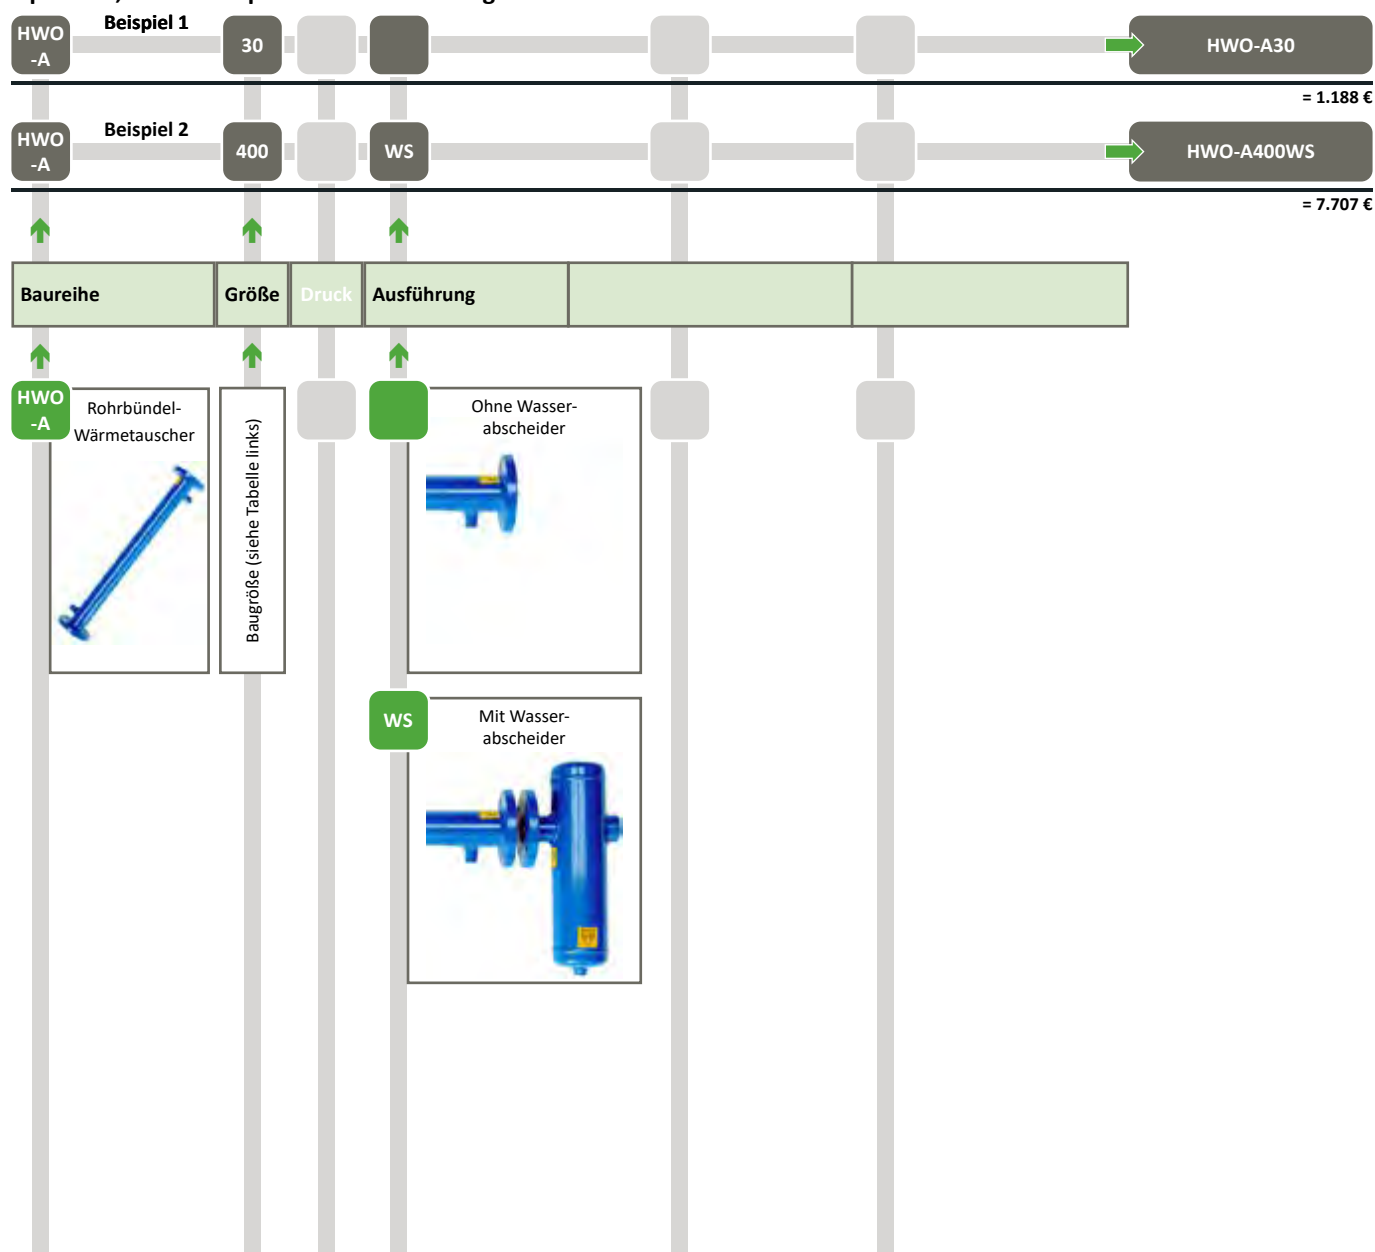 Beispiel 1
HWO
-A
30
HWO-A30
= 1.188 €
Beispiel 2
HWO
-A
400
WS
HWO-A400WS
= 7.707 €
Baureihe
Größe
Druck
Ausführung
HWO
-A
Rohrbündel-
Wärmetauscher
Baugröße (siehe Tabelle links)
Ohne Wasser-
abscheider
WS
Mit Wasser-
abscheider